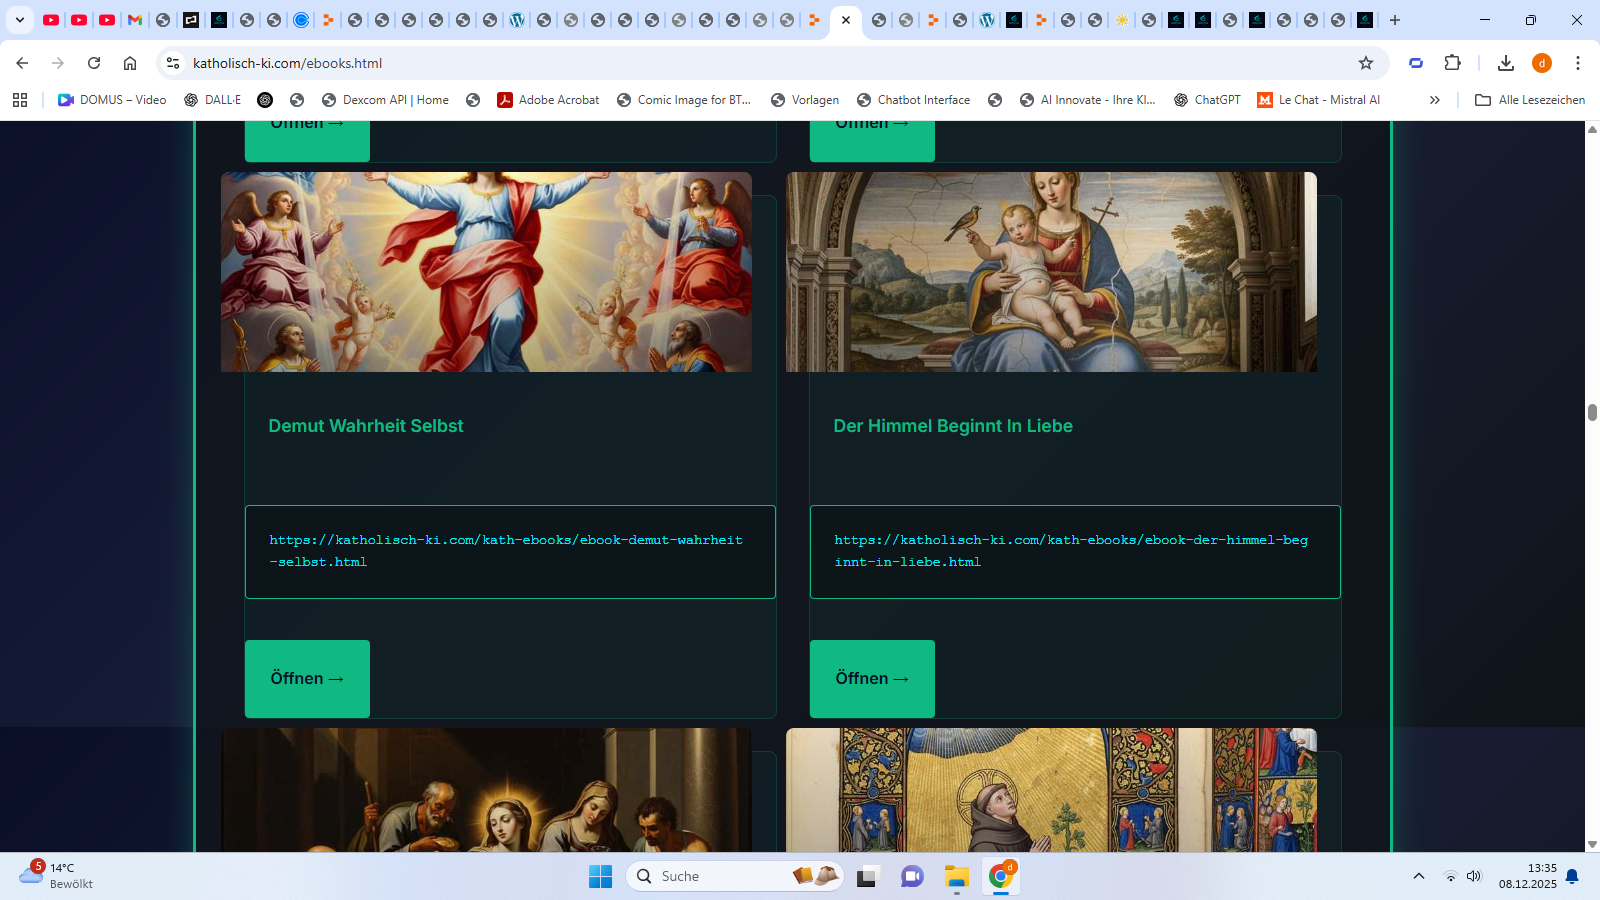 katholisch-ki.com/ebooks.html
d
DOMUS – Video
DALL·E
Dexcom API | Home
Adobe Acrobat
Comic Image for BT...
Vorlagen
Chatbot Interface
AI Innovate - Ihre KI...
ChatGPT
Le Chat - Mistral AI
Alle Lesezeichen
Öffnen →
Öffnen →
Demut Wahrheit Selbst
Der Himmel Beginnt In Liebe
https://katholisch-ki.com/kath-ebooks/ebook-demut-wahrheit
-selbst.html
https://katholisch-ki.com/kath-ebooks/ebook-der-himmel-beg
innt-in-liebe.html
Öffnen →
Öffnen →
5
14°C
Bewölkt
Suche
d
13:35
08.12.2025